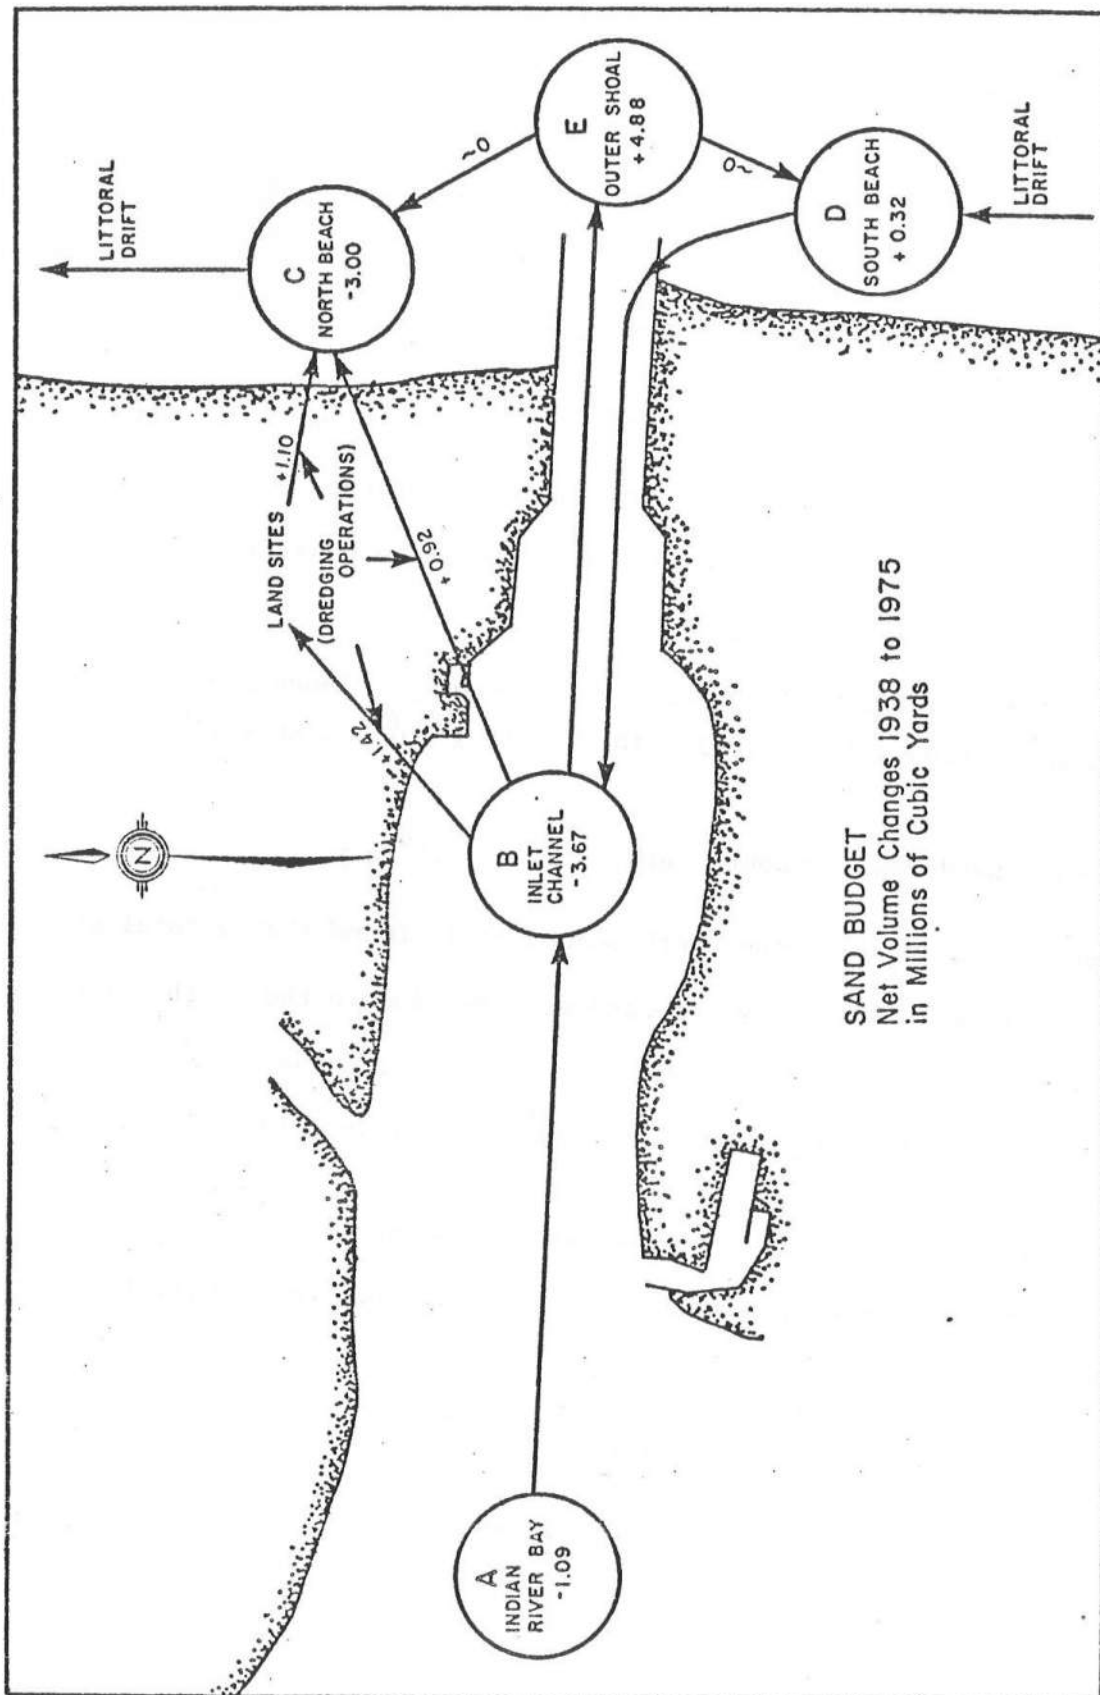 LITTORAL
DRIFT
C
NORTH BEACH
-3.00
~0
E
OUTER SHOAL
+4.88
~0
D
SOUTH BEACH
+0.32
LITTORAL
DRIFT
LAND SITES
+1.10
(DREDGING
OPERATIONS)
+0.92
+1.42
N
B
INLET
CHANNEL
-3.67
A
INDIAN
RIVER BAY
-1.09
SAND BUDGET
Net Volume Changes 1938 to 1975
in Millions of Cubic Yards